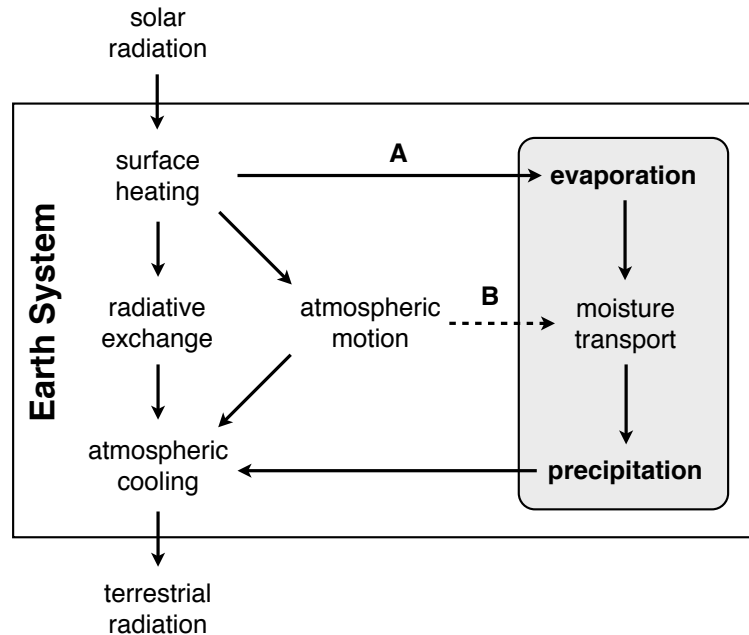 solar
radiation
A
surface
heating
evaporation
Earth System
B
radiative
exchange
atmospheric
motion
moisture
transport
atmospheric
cooling
precipitation
terrestrial
radiation